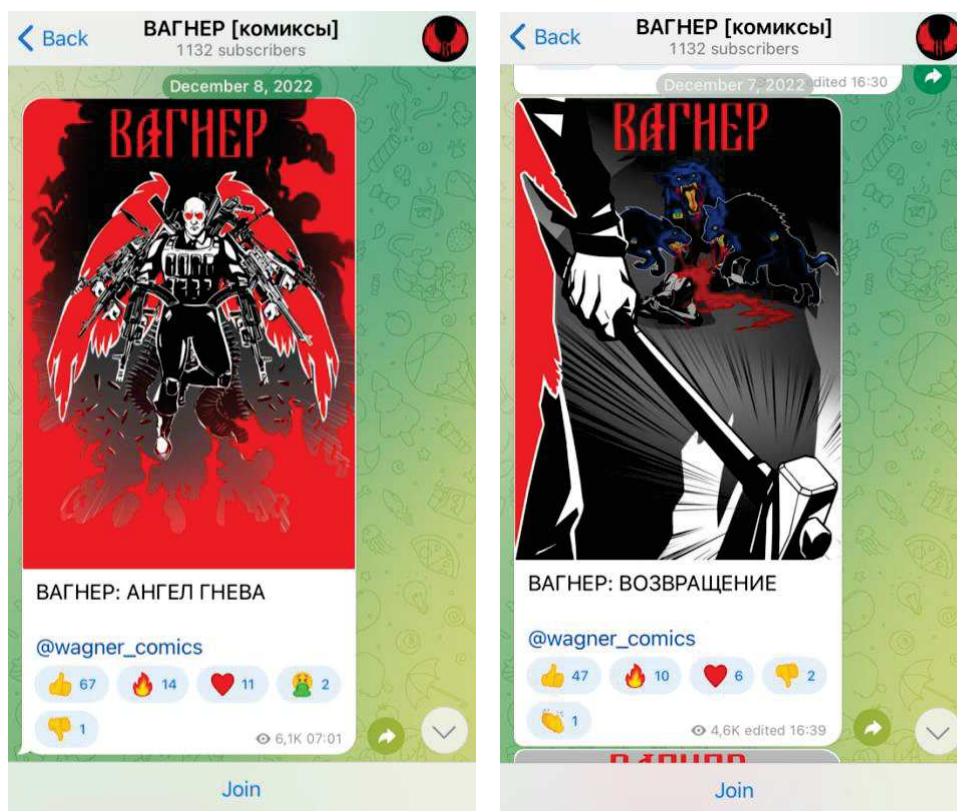 Back
ВАГНЕР [комиксы]
1132 subscribers
December 8, 2022
ВАГНЕР
ВАГНЕР: АНГЕЛ ГНЕВА
@wagner_comics
67
14
11
2
1
6,1K 07:01
Join
Back
ВАГНЕР [комиксы]
1132 subscribers
edited 16:30
December 7, 2022
ВАГНЕР
ВАГНЕР: ВОЗВРАЩЕНИЕ
@wagner_comics
47
10
6
2
1
4,6K edited 16:39
Join